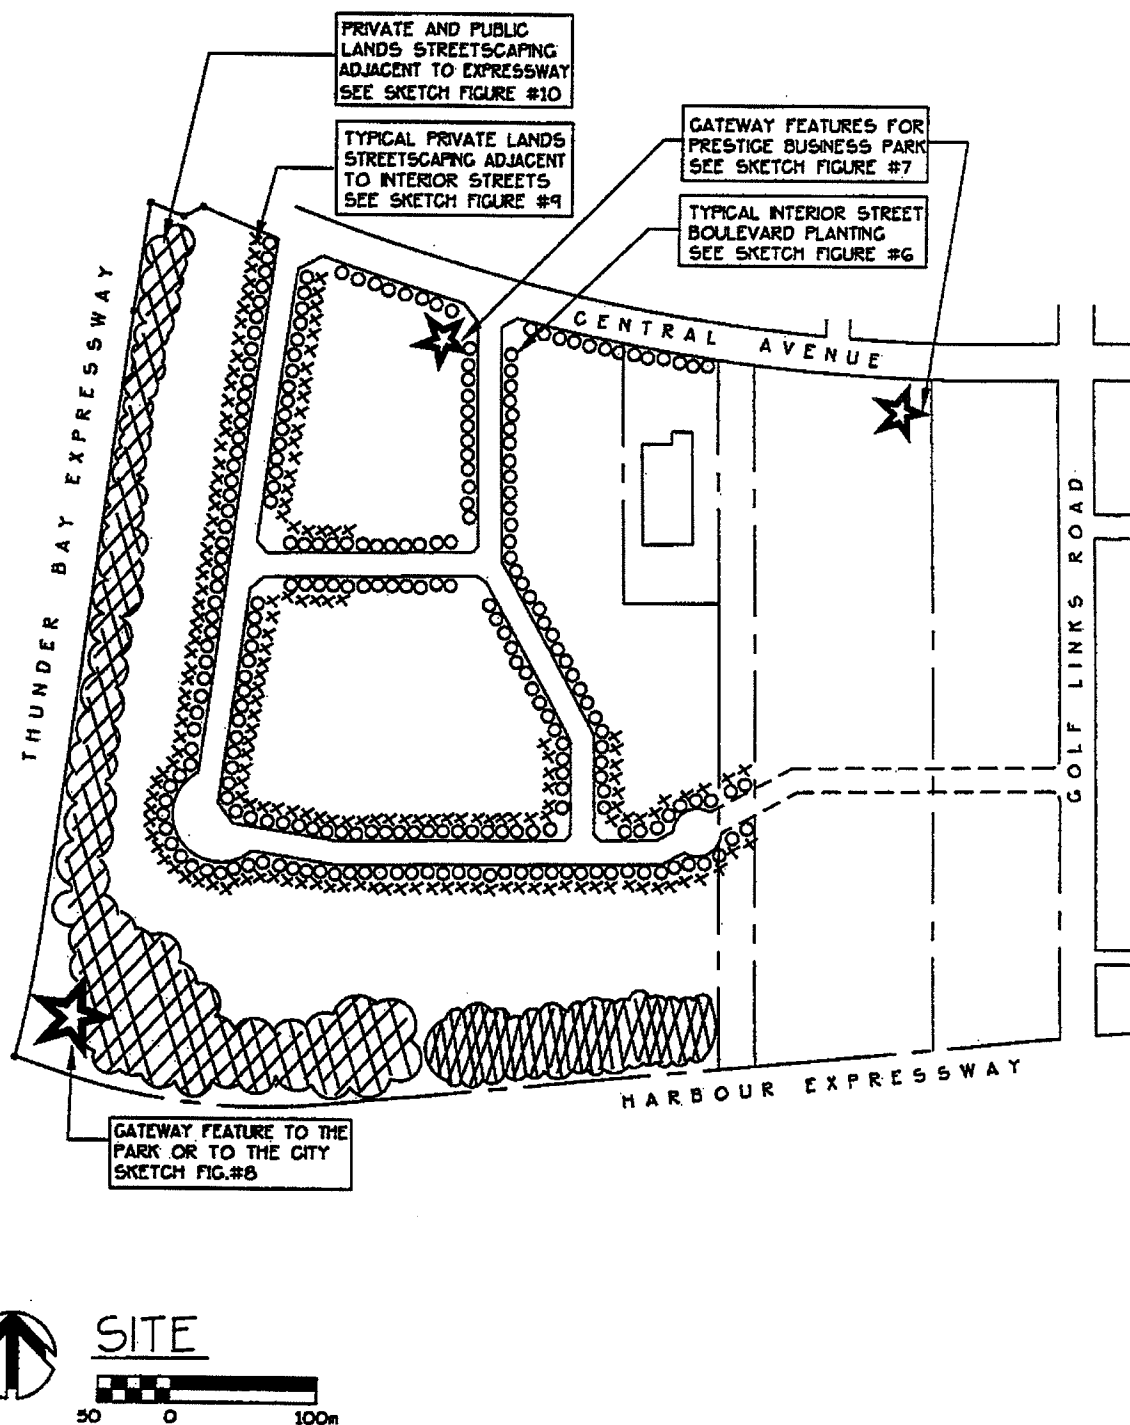 PRIVATE AND PUBLIC
LANDS STREETSCAPING
ADJACENT TO EXPRESSWAY
SEE SKETCH FIGURE #10
TYPICAL PRIVATE LANDS
STREETSCAPING ADJACENT
TO INTERIOR STREETS
SEE SKETCH FIGURE #9
GATEWAY FEATURES FOR
PRESTIGE BUSINESS PARK
SEE SKETCH FIGURE #7
TYPICAL INTERIOR STREET
BOULEVARD PLANTING
SEE SKETCH FIGURE #6
CENTRAL AVENUE
THUNDER BAY EXPRESSWAY
GOLF LINKS ROAD
HARBOUR EXPRESSWAY
GATEWAY FEATURE TO THE
PARK OR TO THE CITY
SKETCH FIG.#8
SITE
50 0 100m